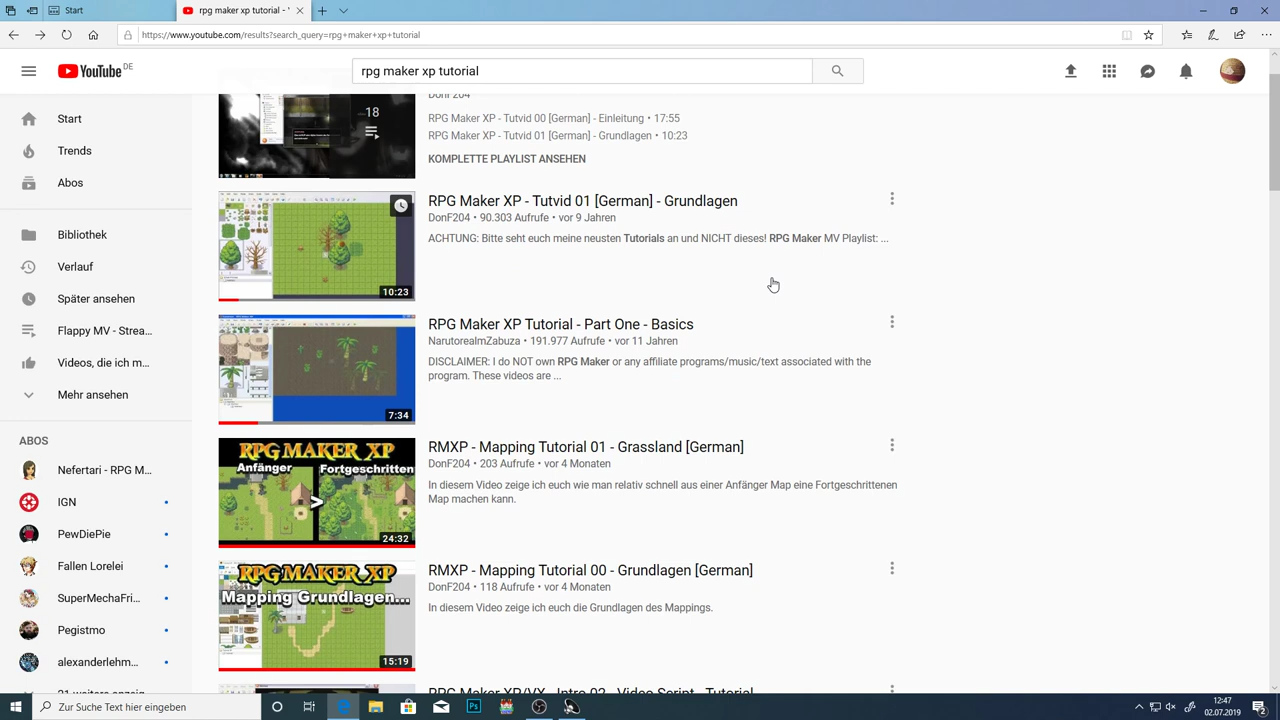 Start
rpg maker xp tutorial - '
https://www.youtube.com/results?search_query=rpg+maker+xp+tutorial
YouTube DE
rpg maker xp tutorial
Start
Trends
Abos
Bibliothek
Verlauf
Später ansehen
Flappy MV - Strea...
Videos, die ich m...
Mehr ansehen
ABOS
Nefertari - RPG M...
IGN
PewDiePie
Fallen Lorelei
SuperMechaFri...
Pegistmo
alexanderlehm...
18
DonF204
RPG Maker XP - Tutvid 00 [German] - Einleitung • 17:55
RPG Maker XP - Tutvid 01 [German] - Grundlagen • 10:23
KOMPLETTE PLAYLIST ANSEHEN
10:23
RPG Maker XP - Tutvid 01 [German] - Grundlagen
DonF204 • 90.303 Aufrufe • vor 9 Jahren
ACHTUNG: Bitte seht euch meine neusten Tutorials an und NICHT dieses! RPG Maker MV Playlist: ...
7:34
RPG Maker XP Tutorial - Part One - Basics
NarutorealmZabuza • 191.977 Aufrufe • vor 11 Jahren
DISCLAIMER: I do NOT own RPG Maker or any affiliate programs/music/text associated with the
program. These videos are ...
RPG MAKER XP
Anfänger
Fortgeschritten
>
24:32
RMXP - Mapping Tutorial 01 - Grassland [German]
DonF204 • 203 Aufrufe • vor 4 Monaten
In diesem Video zeige ich euch wie man relativ schnell aus einer Anfänger Map eine Fortgeschrittenen
Map machen kann.
RPG MAKER XP
Mapping Grundlagen...
15:19
RMXP - Mapping Tutorial 00 - Grundlagen [German]
DonF204 • 118 Aufrufe • vor 4 Monaten
In diesem Video zeige ich euch die Grundlagen des Mappings.
RPG Maker XP/VX - Intro 02 - Video Script - Tutorial
Zur Suche Text hier eingeben
12:47
02.07.2019
2